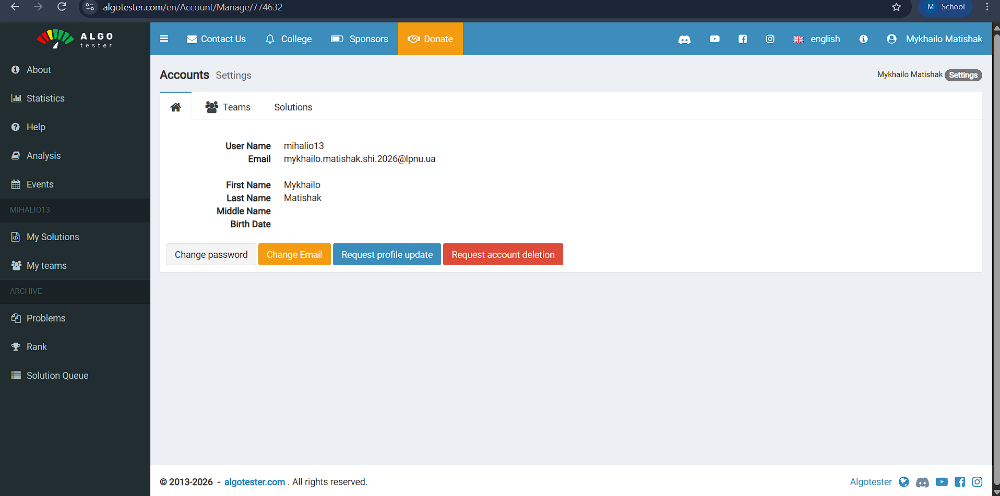 algotester.com/en/Account/Manage/774632
M School
ALGO
tester
Contact Us College Sponsors Donate english Mykhailo Matishak
About
Statistics
Help
Analysis
Events
MIHALIO13
My Solutions
My teams
ARCHIVE
Problems
Rank
Solution Queue
Accounts Settings
Mykhailo Matishak Settings
Teams Solutions
User Name mihalio13
Email mykhailo.matishak.shi.2026@lpnu.ua
First Name Mykhailo
Last Name Matishak
Middle Name
Birth Date
Change password Change Email Request profile update Request account deletion
© 2013-2026 - algotester.com . All rights reserved.
Algotester